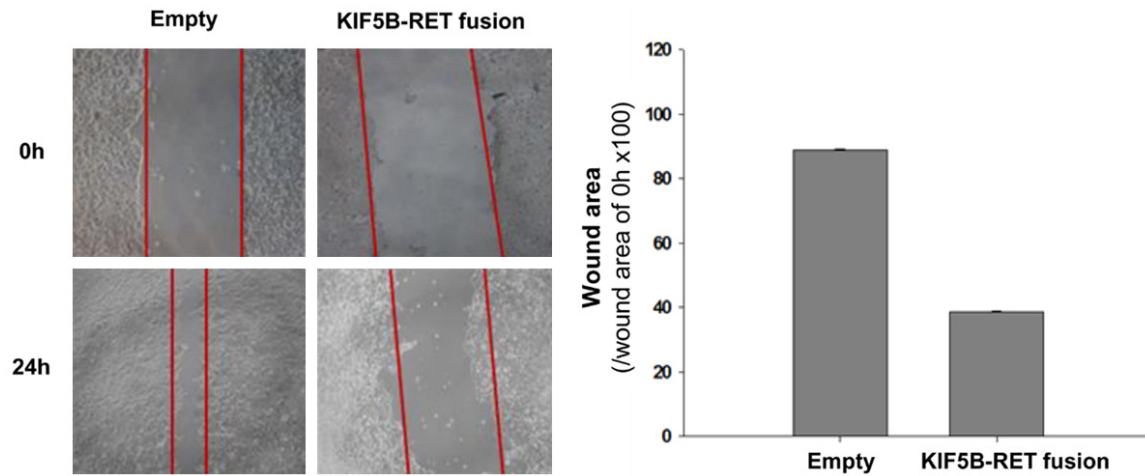 Empty
KIF5B-RET fusion
0h
24h
Wound area
(/wound area of 0h x100)
120
100
80
60
40
20
0
Empty
KIF5B-RET fusion